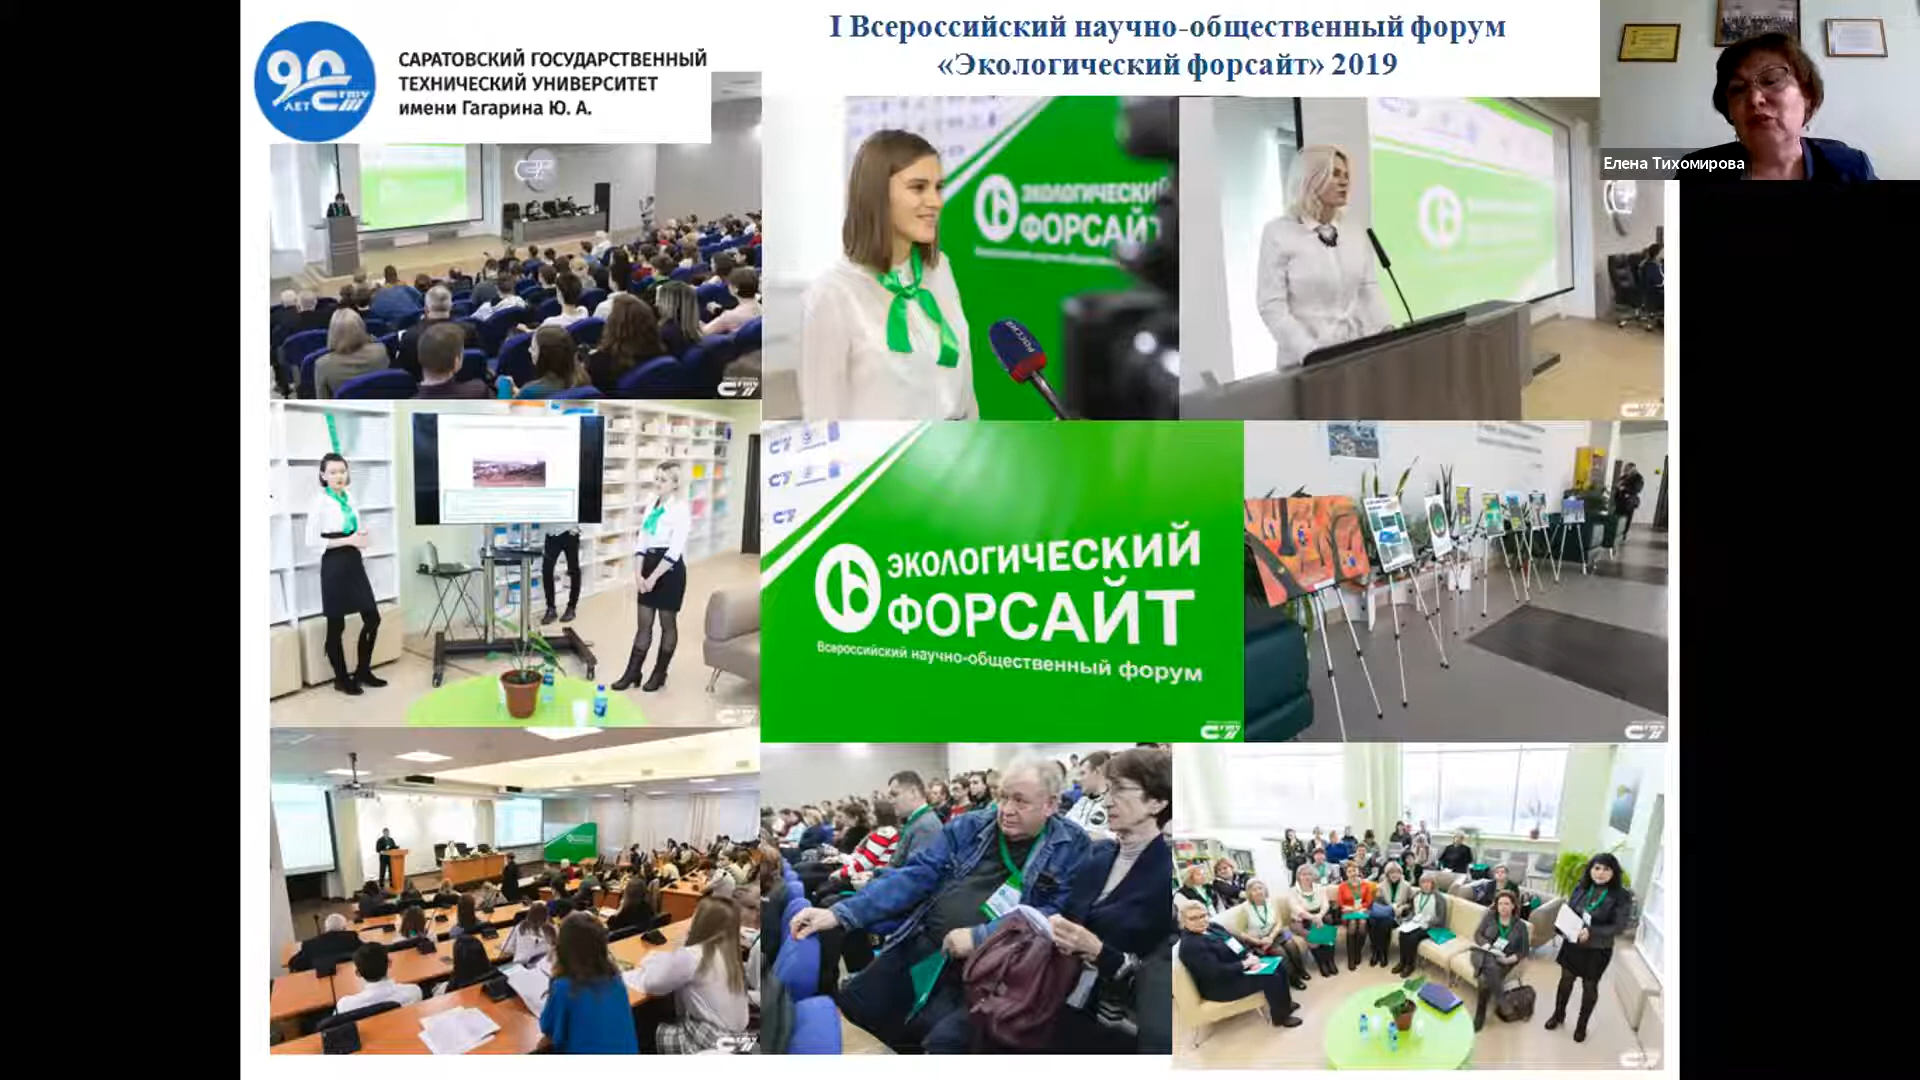 90
ЛЕТ
СГТУ
САРАТОВСКИЙ ГОСУДАРСТВЕННЫЙ
ТЕХНИЧЕСКИЙ УНИВЕРСИТЕТ
имени Гагарина Ю. А.
I Всероссийский научно-общественный форум
«Экологический форсайт» 2019
Елена Тихомирова
ЭКОЛОГИЧЕСКИЙ
ФОРСАЙТ
РОССИЯ
ЭКОЛОГИЧЕСКИЙ
ФОРСАЙТ
Всероссийский научно-общественный форум